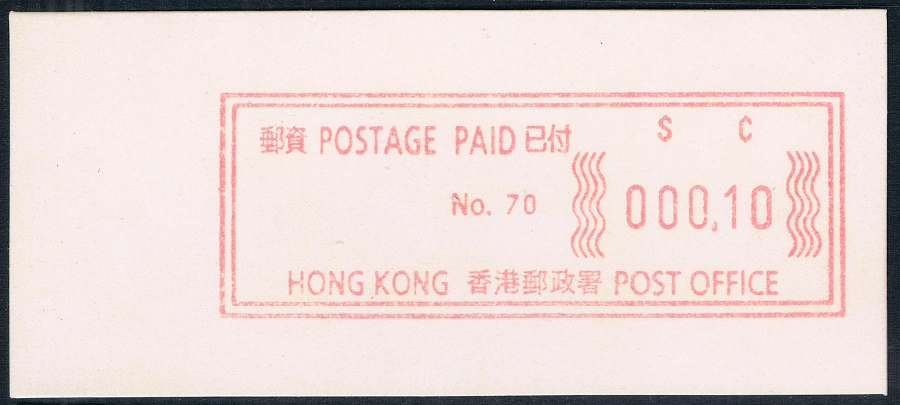 郵資 POSTAGE PAID 已付
$ C
No. 70
000.10
HONG KONG 香港郵政署 POST OFFICE